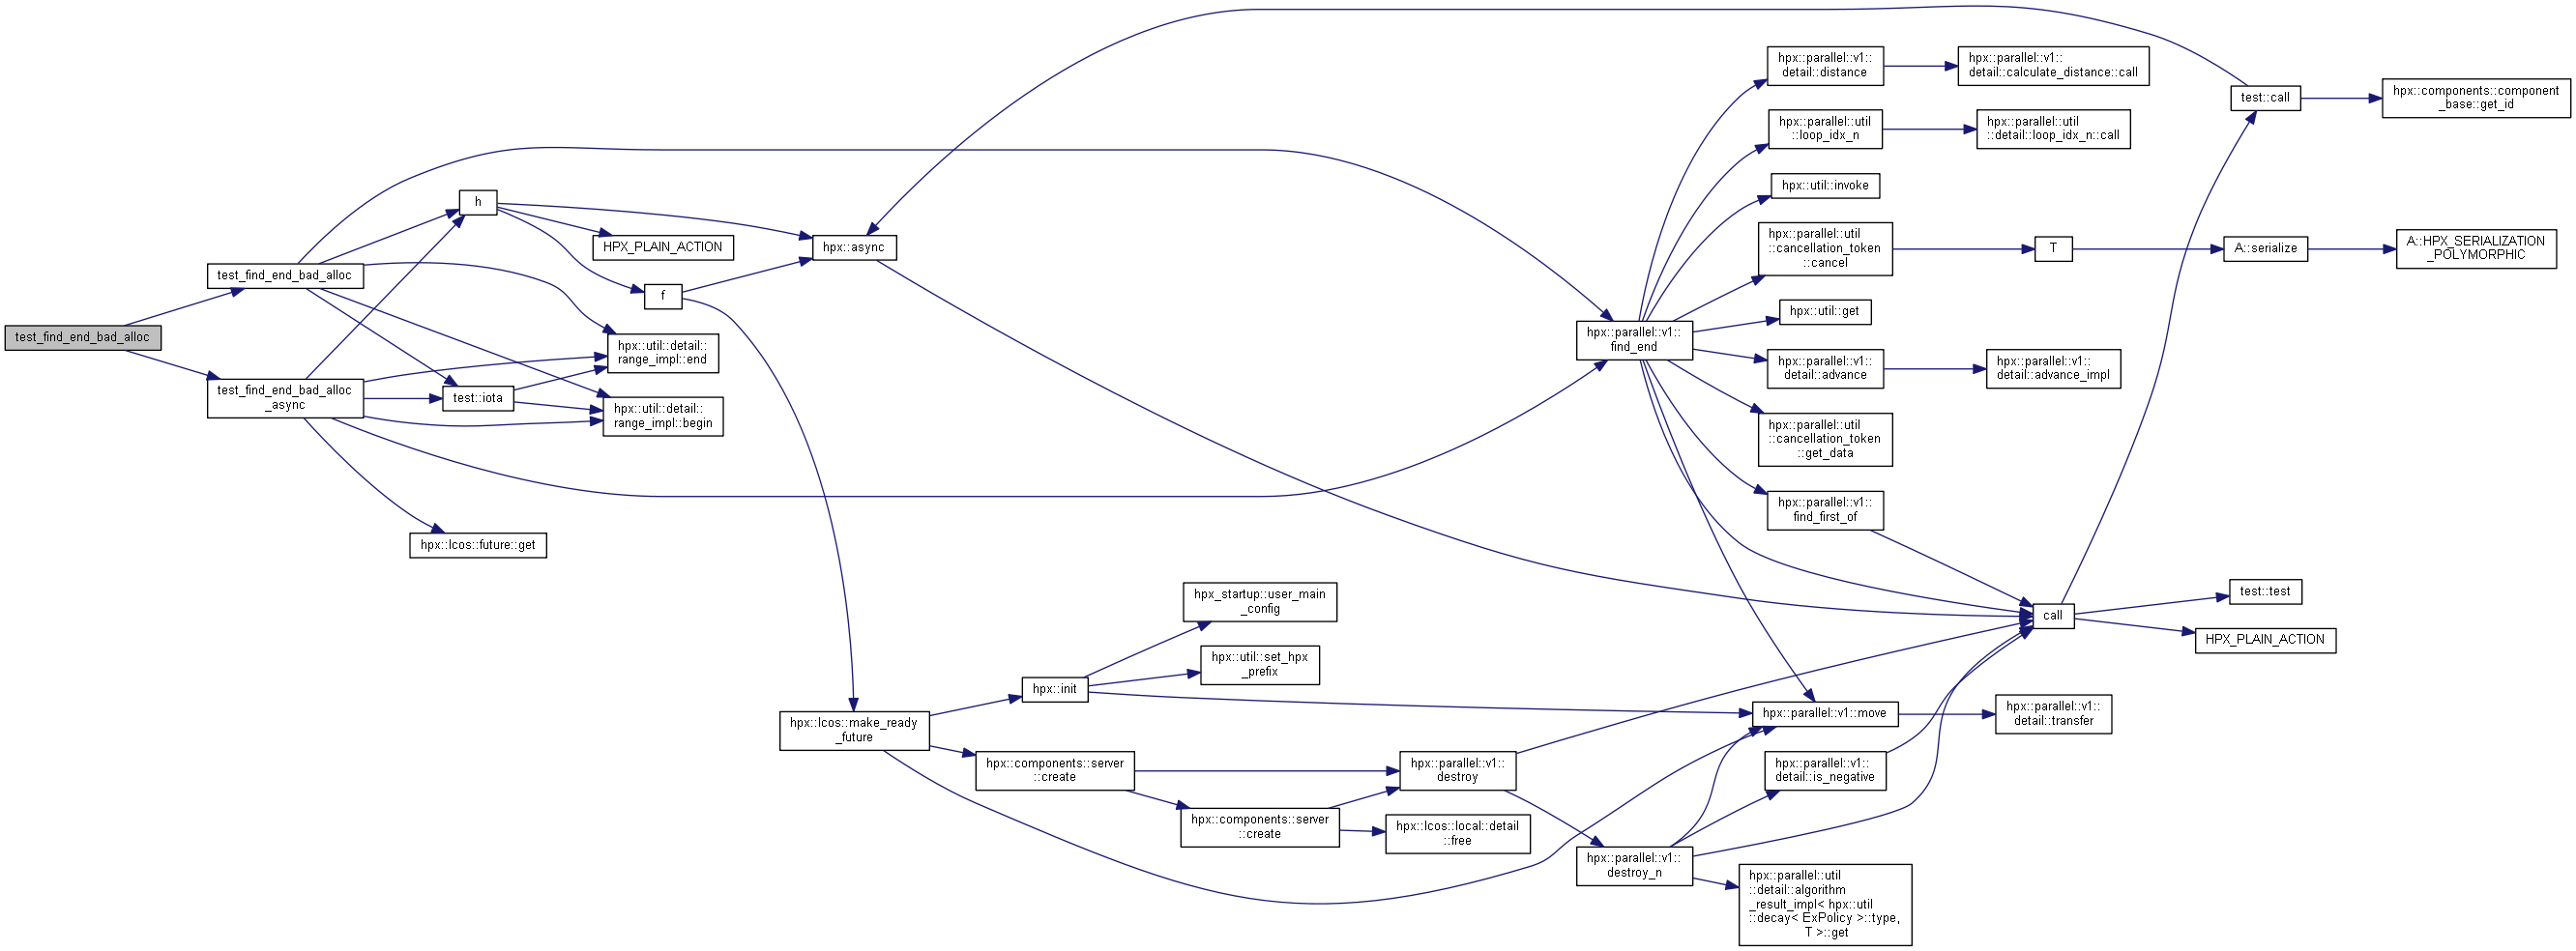 test_find_end_bad_alloc
test_find_end_bad_alloc
test_find_end_bad_alloc
_async
h
test::iota
hpx::lcos::future::get
HPX_PLAIN_ACTION
f
hpx::util::detail::
range_impl::end
hpx::util::detail::
range_impl::begin
hpx::async
hpx::lcos::make_ready
_future
hpx::init
hpx::components::server
::create
hpx_startup::user_main
_config
hpx::util::set_hpx
_prefix
hpx::components::server
::create
hpx::parallel::v1::
destroy
hpx::lcos::local::detail
::free
hpx::parallel::v1::
find_end
hpx::parallel::v1::
destroy_n
hpx::parallel::v1::
detail::distance
hpx::parallel::util
::loop_idx_n
hpx::util::invoke
hpx::parallel::util
::cancellation_token
::cancel
hpx::util::get
hpx::parallel::v1::
detail::advance
hpx::parallel::util
::cancellation_token
::get_data
hpx::parallel::v1::
find_first_of
hpx::parallel::v1::move
hpx::parallel::v1::
detail::is_negative
hpx::parallel::util
::detail::algorithm
_result_impl< hpx::util
::decay< ExPolicy >::type,
T >::get
hpx::parallel::v1::
detail::calculate_distance::call
hpx::parallel::util
::detail::loop_idx_n::call
T
hpx::parallel::v1::
detail::advance_impl
call
hpx::parallel::v1::
detail::transfer
test::call
A::serialize
test::test
HPX_PLAIN_ACTION
hpx::components::component
_base::get_id
A::HPX_SERIALIZATION
_POLYMORPHIC